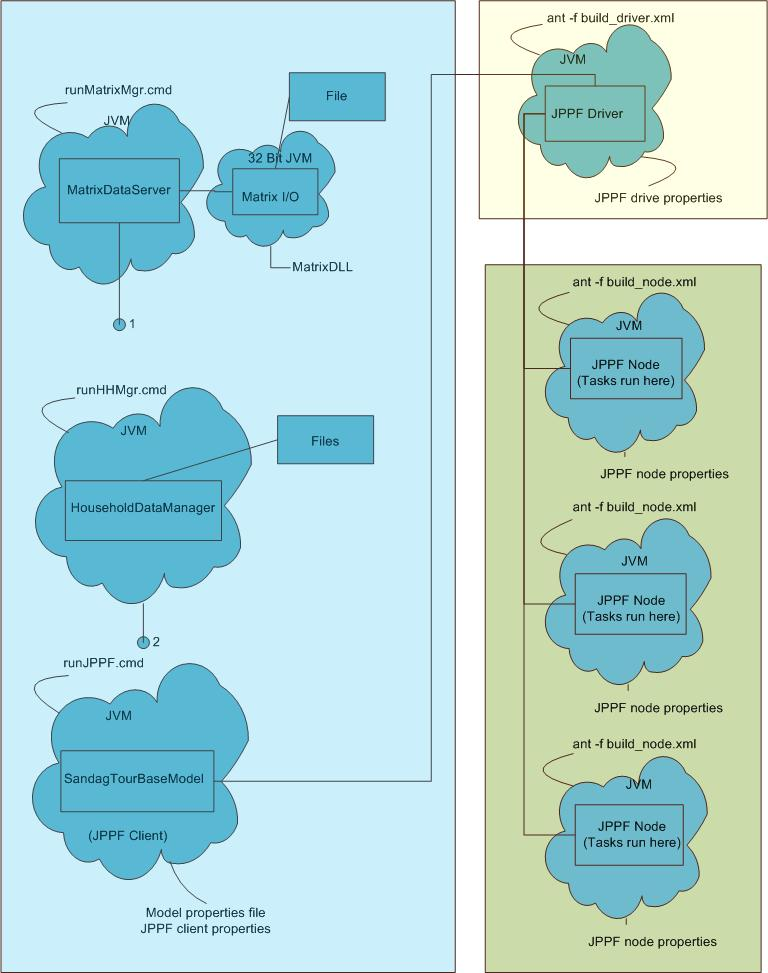 runMatrixMgr.cmd
JVM
MatrixDataServer
File
32 Bit JVM
Matrix I/O
MatrixDLL
1
runHHMgr.cmd
JVM
HouseholdDataManager
Files
2
runJPPF.cmd
JVM
SandagTourBaseModel
(JPPF Client)
Model properties file
JPPF client properties
ant -f build_driver.xml
JVM
JPPF Driver
JPPF drive properties
ant -f build_node.xml
JVM
JPPF Node
(Tasks run here)
JPPF node properties
ant -f build_node.xml
JVM
JPPF Node
(Tasks run here)
JPPF node properties
ant -f build_node.xml
JVM
JPPF Node
(Tasks run here)
JPPF node properties